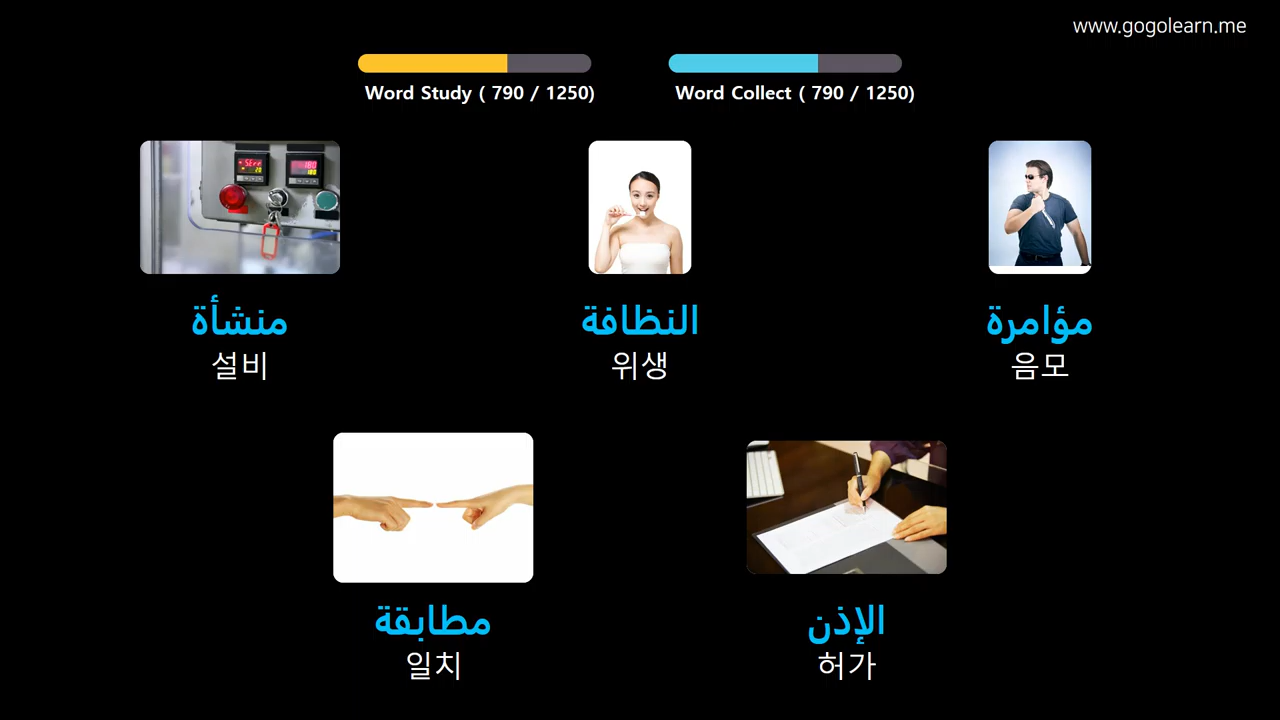 www.gogolearn.me
Word Study ( 790 / 1250)
Word Collect ( 790 / 1250)
منشأة
설비
النظافة
위생
مؤامرة
음모
مطابقة
일치
الإذن
허가